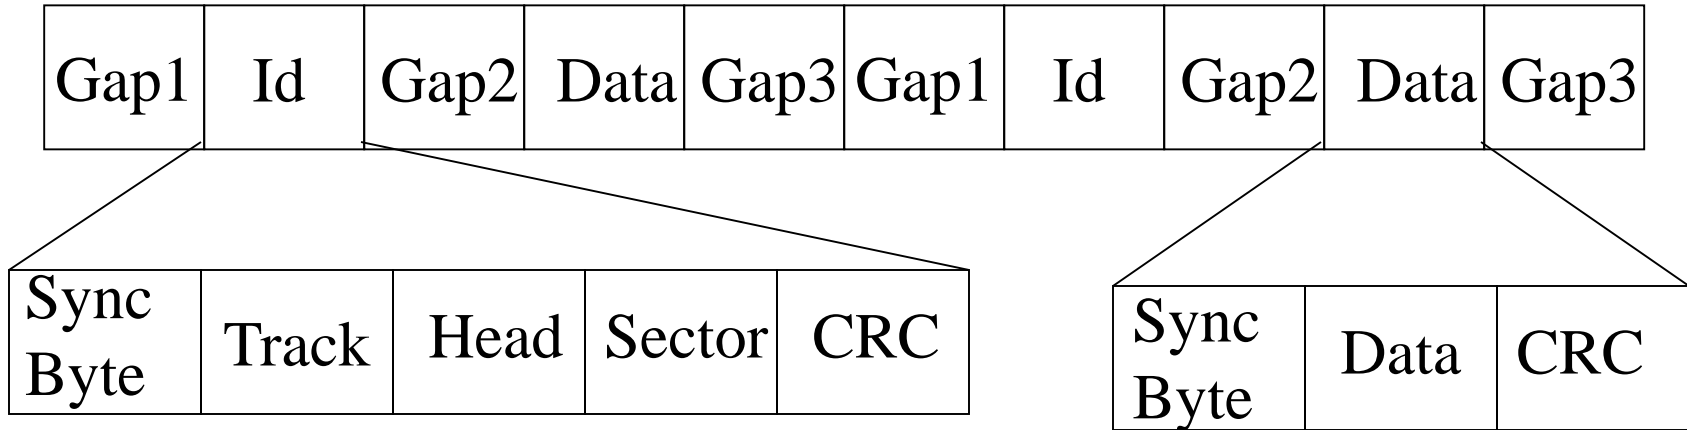 Gap1 Id Gap2 Data Gap3 Gap1 Id Gap2 Data Gap3
Sync Byte Track Head Sector CRC
Sync Byte Data CRC